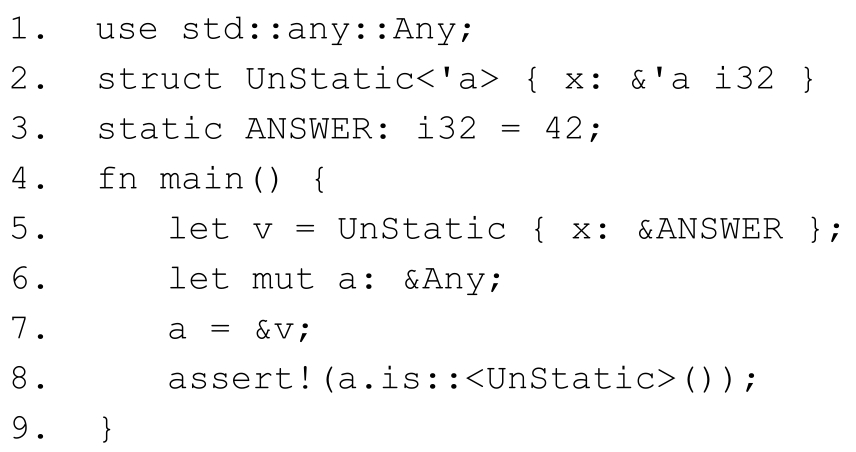 1. use std::any::Any;
2. struct UnStatic<'a> { x: &'a i32 }
3. static ANSWER: i32 = 42;
4. fn main() {
5.     let v = UnStatic { x: &ANSWER };
6.     let mut a: &Any;
7.     a = &v;
8.     assert!(a.is::<UnStatic>());
9. }